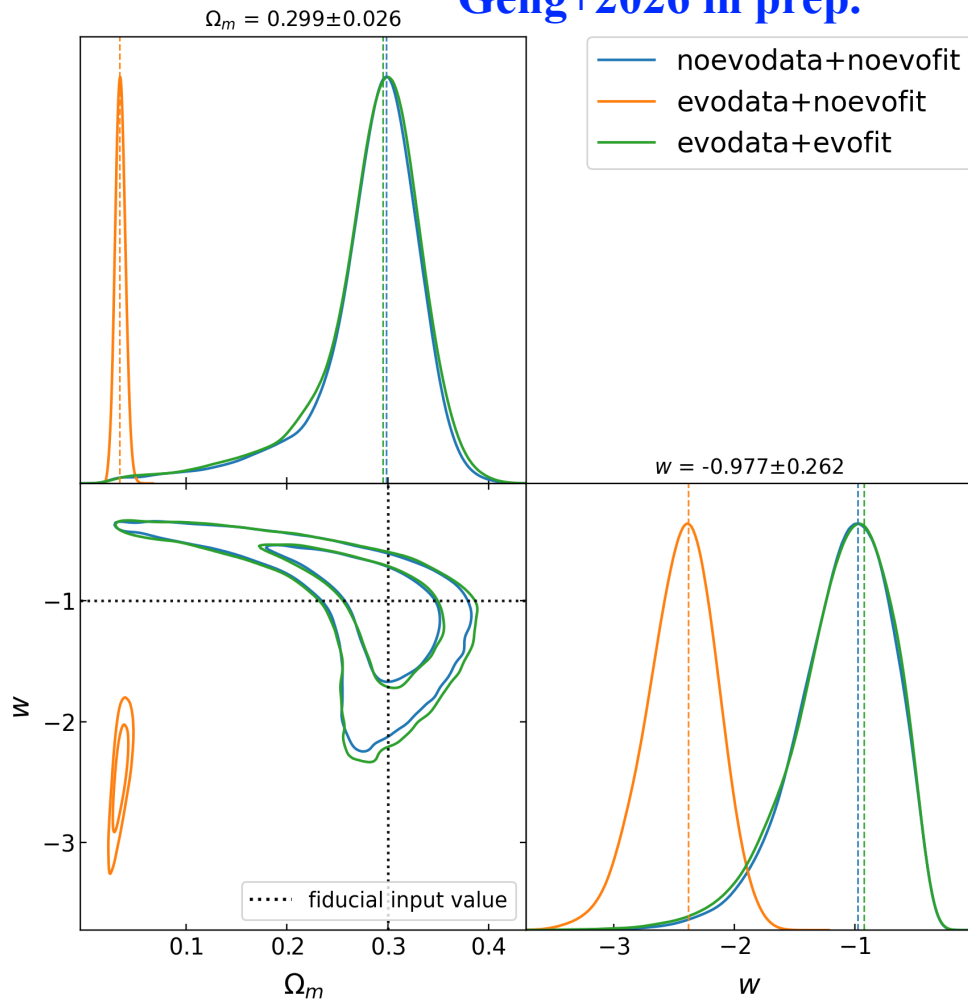 Geng+2026 in prep.
Ωₘ = 0.299±0.026
noevodata+noevofit
evodata+noevofit
evodata+evofit
w = -0.977±0.262
−1
−2
−3
w
fiducial input value
0.1 0.2 0.3 0.4
Ωₘ
−3 −2 −1
w